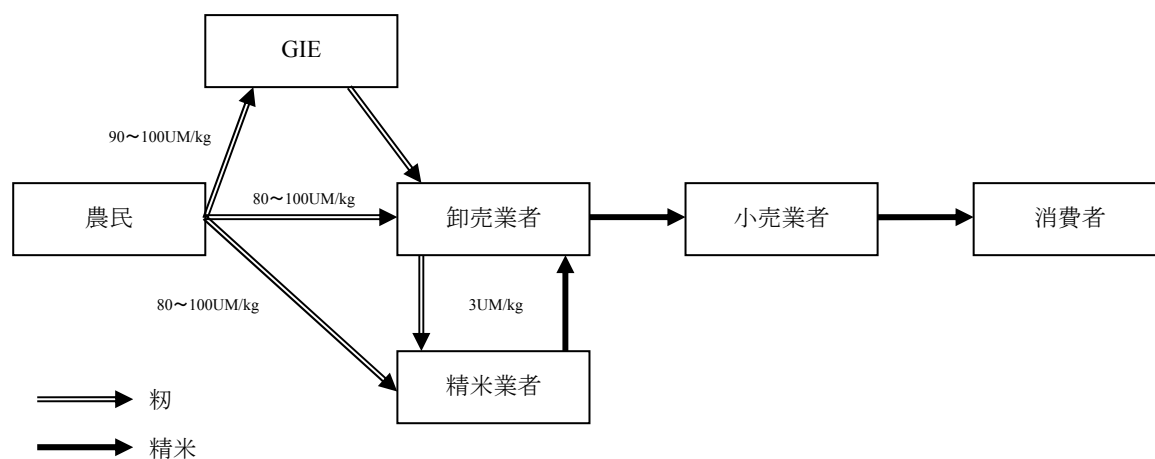 GIE
90～100UM/kg
80～100UM/kg
農民
卸売業者
小売業者
消費者
80～100UM/kg
3UM/kg
精米業者
籾
精米